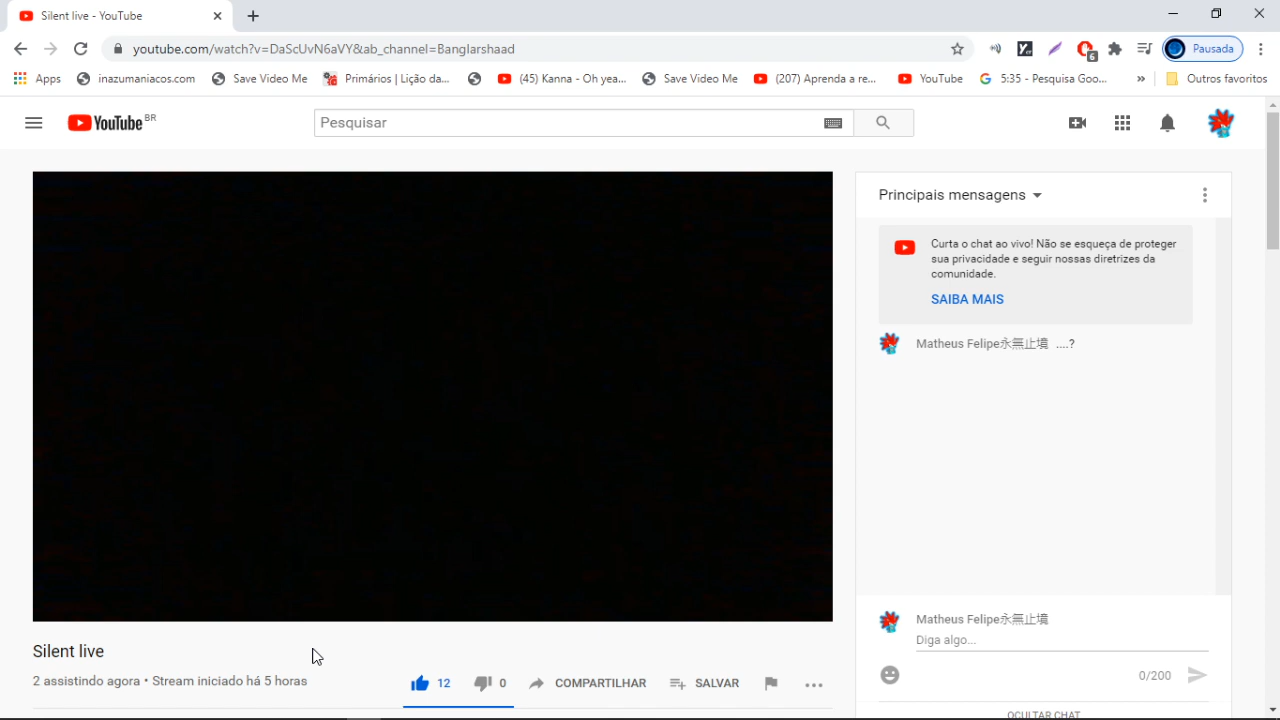 Silent live - YouTube
youtube.com/watch?v=DaScUvN6aVY&ab_channel=Banglarshaad
6
Pausada
Apps
inazumaniacos.com
Save Video Me
Primários | Lição da...
(45) Kanna - Oh yea...
Save Video Me
(207) Aprenda a re...
YouTube
5:35 - Pesquisa Goo...
»
Outros favoritos
YouTube BR
Pesquisar
Principais mensagens
Curta o chat ao vivo! Não se esqueça de proteger
sua privacidade e seguir nossas diretrizes da
comunidade.
SAIBA MAIS
Matheus Felipe永無止境 ....?
Silent live
2 assistindo agora • Stream iniciado há 5 horas
12
0
COMPARTILHAR
SALVAR
Matheus Felipe永無止境
Diga algo...
0/200
OCULTAR CHAT